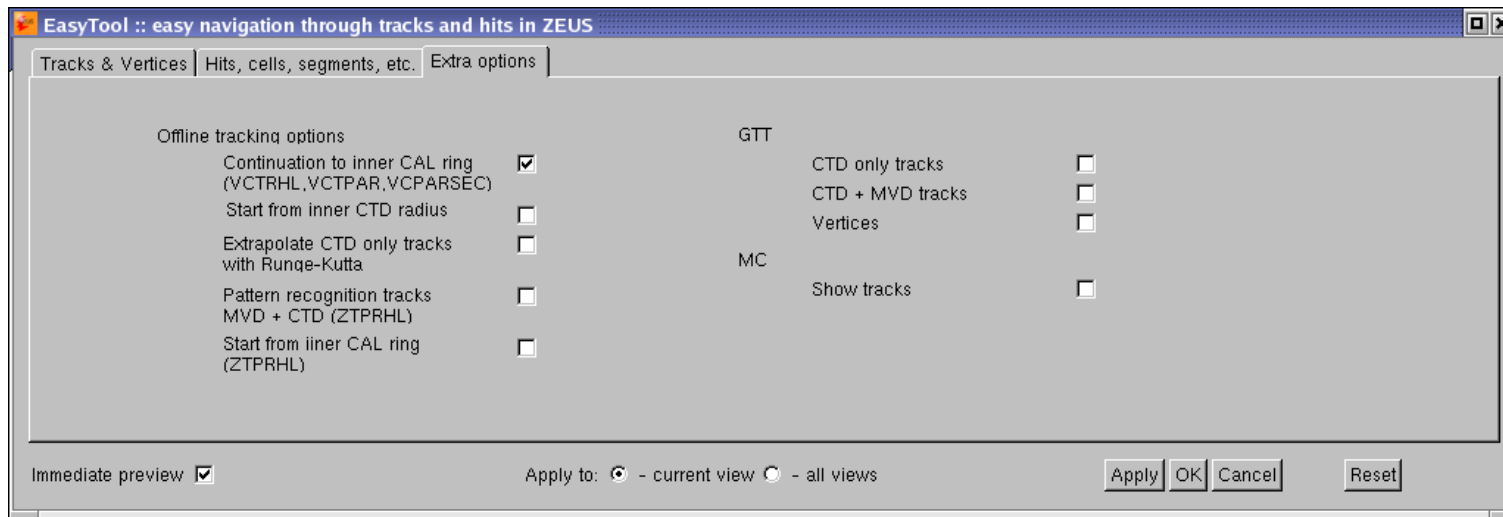 EasyTool :: easy navigation through tracks and hits in ZEUS
Tracks & Vertices
Hits, cells, segments, etc.
Extra options
Offline tracking options
Continuation to inner CAL ring
(VCTRHL,VCTPAR,VCPARSEC)
Start from inner CTD radius
Extrapolate CTD only tracks
with Runge-Kutta
Pattern recognition tracks
MVD + CTD (ZTPRHL)
Start from iiner CAL ring
(ZTPRHL)
GTT
CTD only tracks
CTD + MVD tracks
Vertices
MC
Show tracks
Immediate preview
Apply to: - current view - all views
Apply OK Cancel Reset